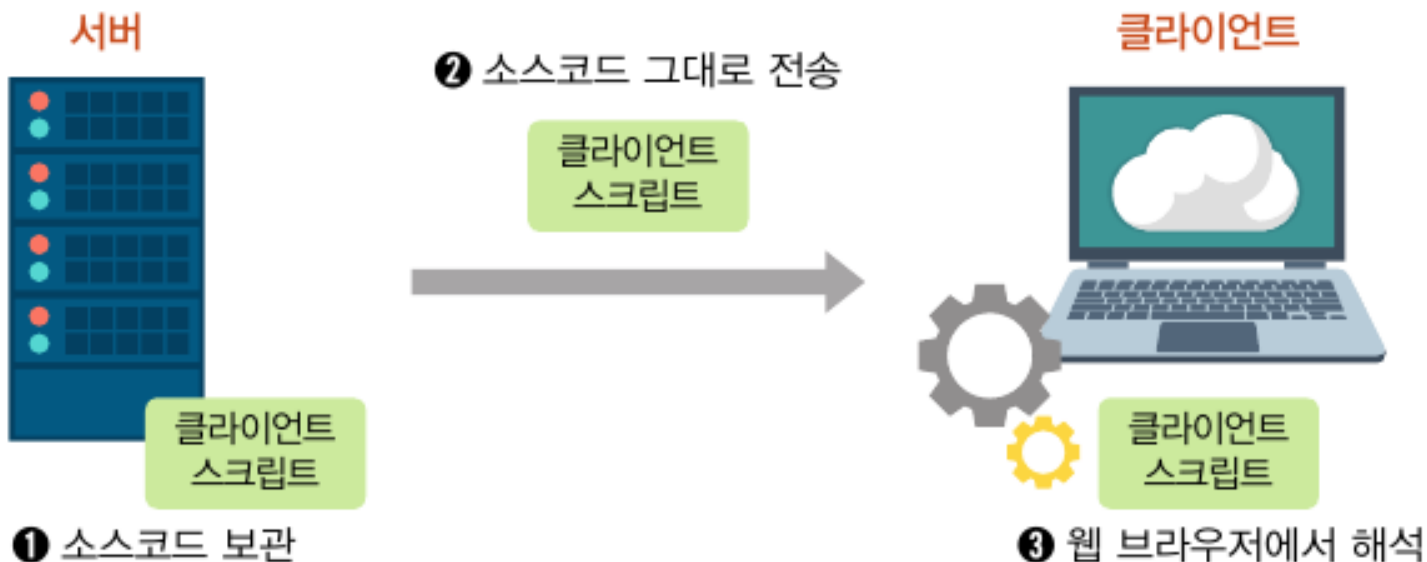 서버
클라이언트
❷ 소스코드 그대로 전송
클라이언트
스크립트
클라이언트
스크립트
클라이언트
스크립트
❶ 소스코드 보관
❸ 웹 브라우저에서 해석